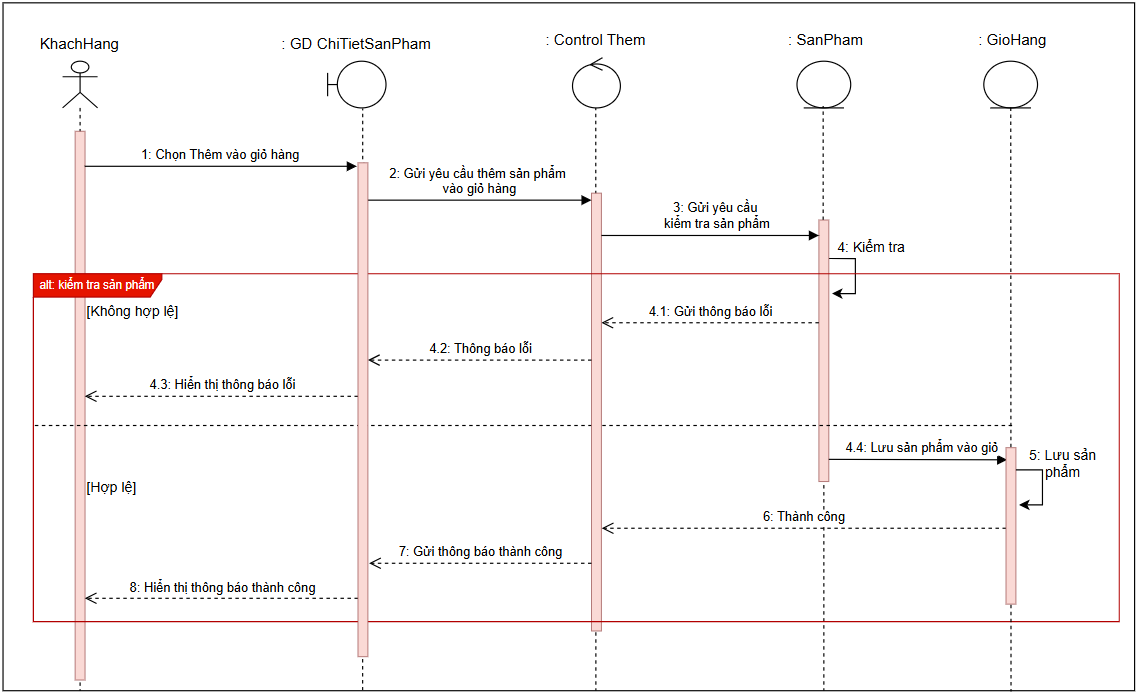 KhachHang
: GD ChiTietSanPham
: Control Them
: SanPham
: GioHang
1: Chọn Thêm vào giỏ hàng
2: Gửi yêu cầu thêm sản phẩm
vào giỏ hàng
3: Gửi yêu cầu
kiểm tra sản phẩm
4: Kiểm tra
alt: kiểm tra sản phẩm
[Không hợp lệ]
4.1: Gửi thông báo lỗi
4.2: Thông báo lỗi
4.3: Hiển thị thông báo lỗi
4.4: Lưu sản phẩm vào giỏ
5: Lưu sản
phẩm
[Hợp lệ]
6: Thành công
7: Gửi thông báo thành công
8: Hiển thị thông báo thành công